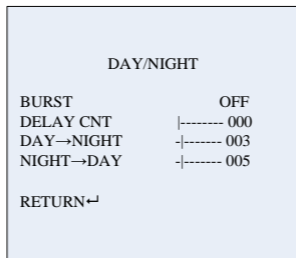 DAY/NIGHT
BURST OFF
DELAY CNT |-------- 000
DAY→NIGHT -|------- 003
NIGHT→DAY -|------- 005
RETURN↵